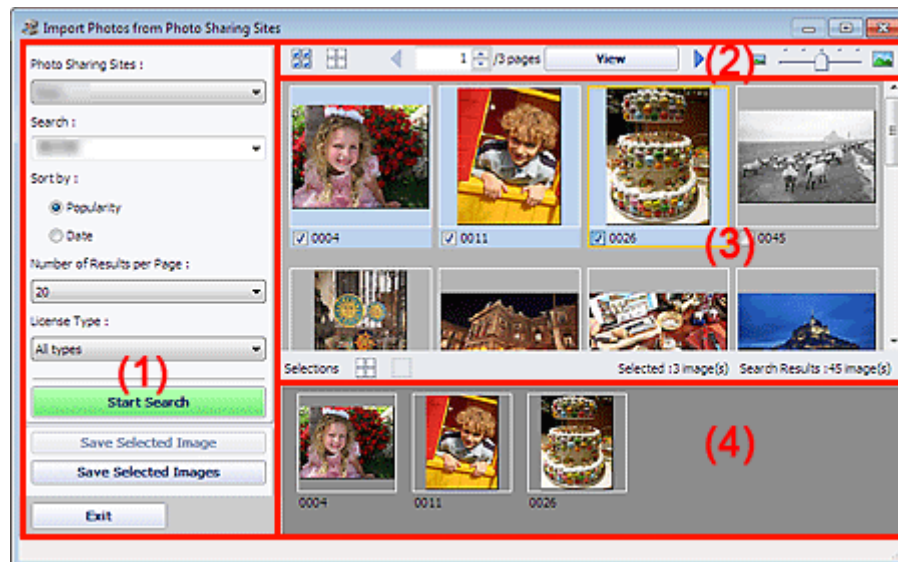 Import Photos from Photo Sharing Sites
Photo Sharing Sites :
Search :
Sort by :
Popularity
Date
Number of Results per Page :
20
License Type :
All types
(1)
Start Search
Save Selected Image
Save Selected Images
Exit
1 /3 pages View (2)
0004 0011 0026 0045
(3)
Selections Selected :3 image(s) Search Results :45 image(s)
(4)
0004 0011 0026